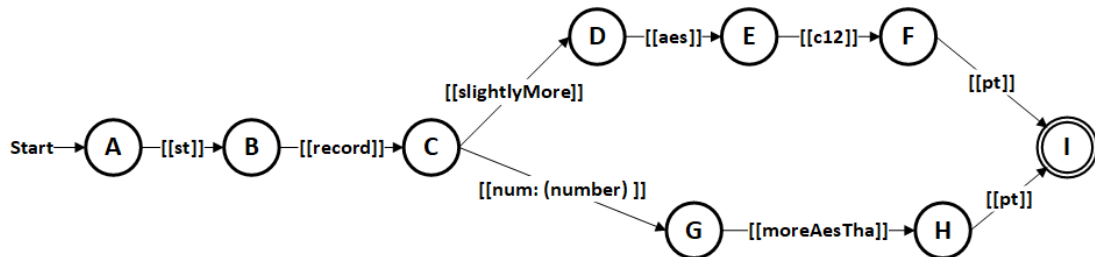 D [[aes]] E [[c12]] F
[[slightlyMore]] [[pt]]
Start A [[st]] B [[record]] C I
[[num: (number) ]] [[pt]]
G [[moreAesTha]] H